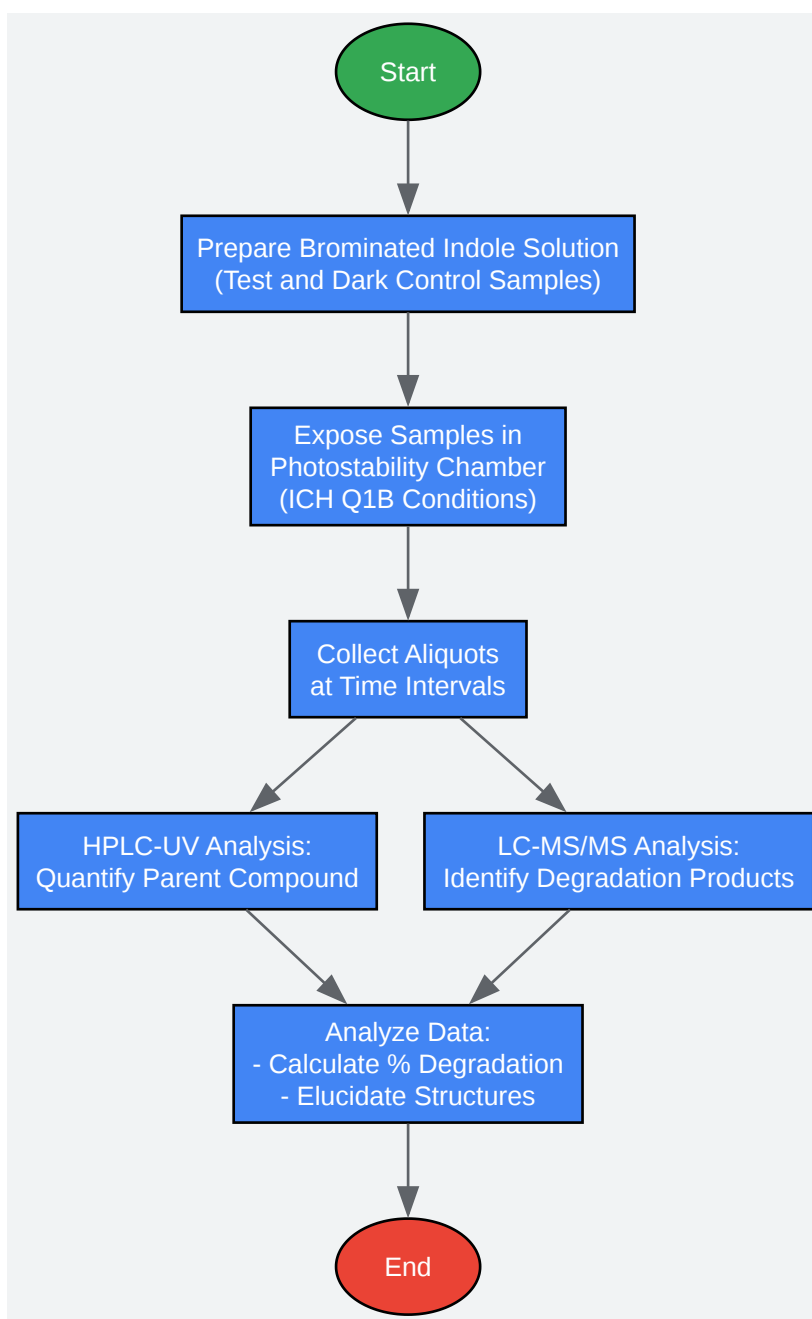 Start
Prepare Brominated Indole Solution
(Test and Dark Control Samples)
Expose Samples in
Photostability Chamber
(ICH Q1B Conditions)
Collect Aliquots
at Time Intervals
HPLC-UV Analysis:
Quantify Parent Compound
LC-MS/MS Analysis:
Identify Degradation Products
Analyze Data:
- Calculate % Degradation
- Elucidate Structures
End